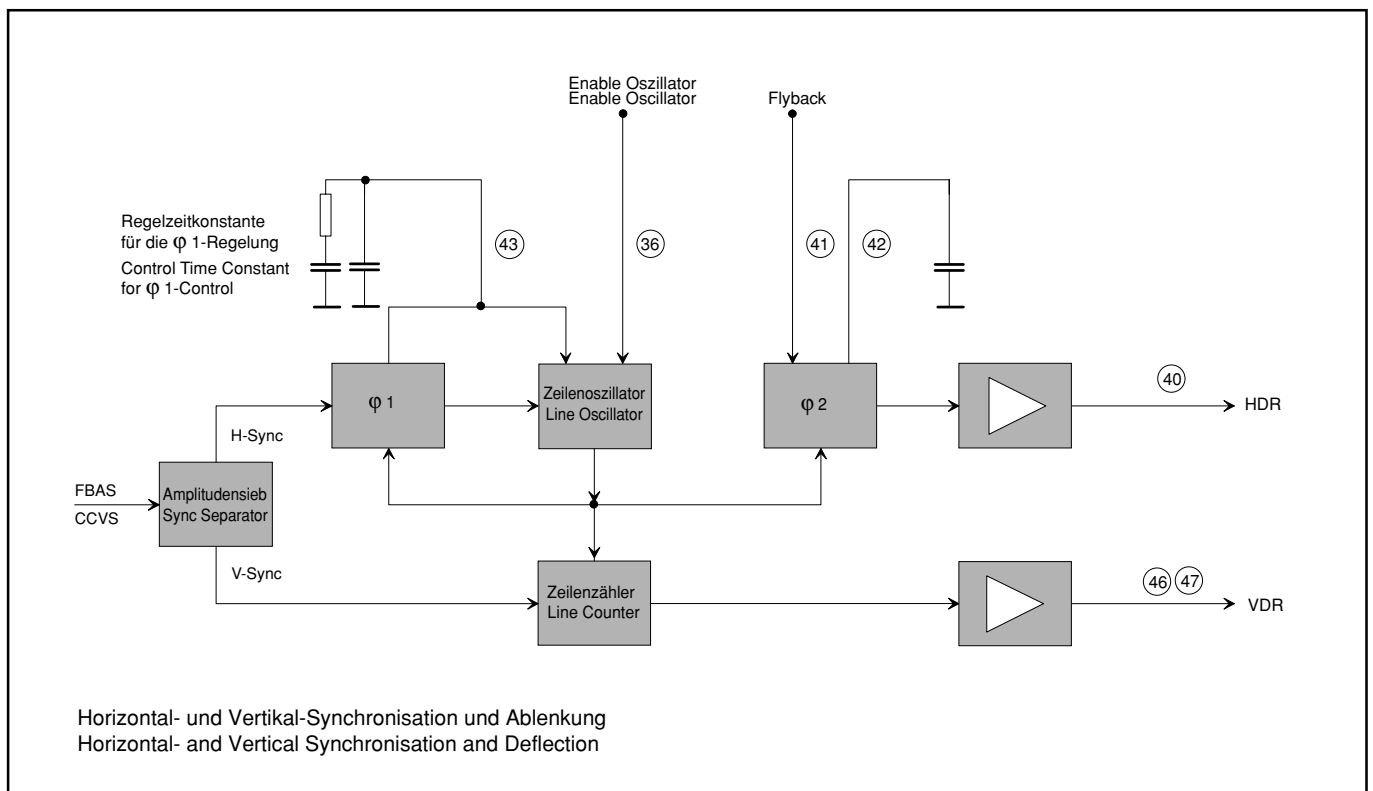 Enable Oszillator
Enable Oscillator
Flyback
Regelzeitkonstante
für die φ 1-Regelung
Control Time Constant
for φ 1-Control
43
36
41
42
φ 1
Zeilenoszillator
Line Oscillator
φ 2
40
HDR
H-Sync
FBAS
CCVS
Amplitudensieb
Sync Separator
V-Sync
Zeilenzähler
Line Counter
46
47
VDR
Horizontal- und Vertikal-Synchronisation und Ablenkung
Horizontal- and Vertical Synchronisation and Deflection